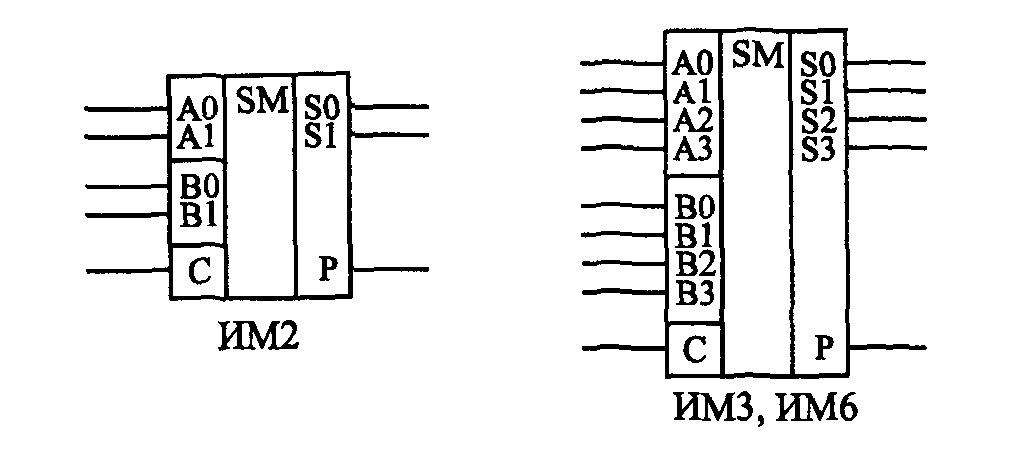 A0 SM S0
A1 S1
B0
B1
C P
ИМ2
A0 SM S0
A1 S1
A2 S2
A3 S3
B0
B1
B2
B3
C P
ИМ3, ИМ6